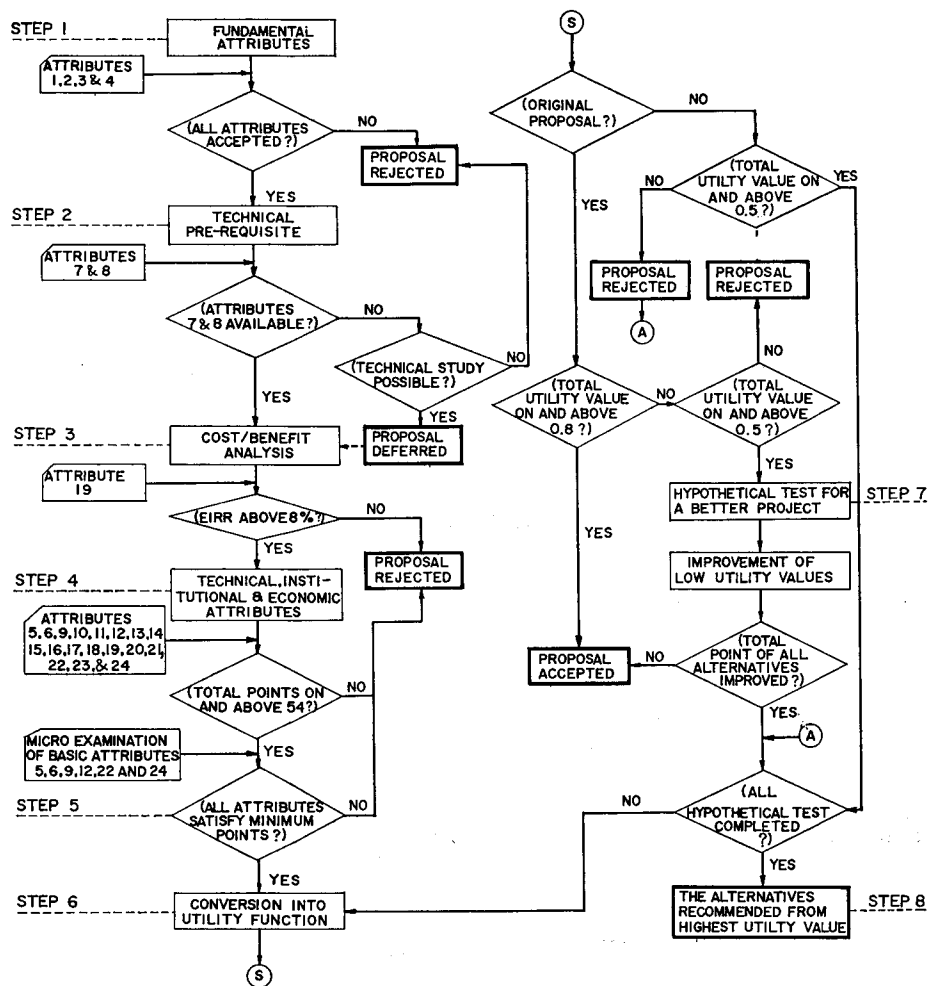 STEP 1
FUNDAMENTAL
ATTRIBUTES
ATTRIBUTES
1,2,3 & 4
(ALL ATTRIBUTES
ACCEPTED?)
NO
PROPOSAL
REJECTED
YES
STEP 2
TECHNICAL
PRE-REQUISITE
ATTRIBUTES
7 & 8
(ATTRIBUTES
7 & 8 AVAILABLE?)
NO
(TECHNICAL STUDY
POSSIBLE?)
NO
YES
YES
STEP 3
COST/BENEFIT
ANALYSIS
PROPOSAL
DEFERRED
ATTRIBUTE
19
(EIRR ABOVE 8%?)
NO
YES
PROPOSAL
REJECTED
STEP 4
TECHNICAL, INSTI-
TUTIONAL & ECONOMIC
ATTRIBUTES
ATTRIBUTES
5,6,9,10,11,12,13,14
15,16,17,18,19,20,21,
22,23,& 24
(TOTAL POINTS ON
AND ABOVE 54?)
NO
YES
MICRO EXAMINATION
OF BASIC ATTRIBUTES
5,6,9,12,22 AND 24
STEP 5
(ALL ATTRIBUTES
SATISFY MINIMUM
POINTS?)
NO
YES
STEP 6
CONVERSION INTO
UTILITY FUNCTION
S
S
(ORIGINAL
PROPOSAL?)
NO
YES
(TOTAL
UTILTY VALUE ON
AND ABOVE
0.5?)
NO
YES
PROPOSAL
REJECTED
A
PROPOSAL
REJECTED
NO
(TOTAL
UTILITY VALUE
ON AND ABOVE
0.8?)
NO
(TOTAL
UTILITY VALUE
ON AND ABOVE
0.5?)
YES
YES
HYPOTHETICAL TEST FOR
A BETTER PROJECT
STEP 7
IMPROVEMENT OF
LOW UTILITY VALUES
(TOTAL
POINT OF ALL
ALTERNATIVES
IMPROVED?)
NO
PROPOSAL
ACCEPTED
YES
A
(ALL
HYPOTHETICAL TEST
COMPLETED
?)
NO
YES
THE ALTERNATIVES
RECOMMENDED FROM
HIGHEST UTILTY VALUE
STEP 8